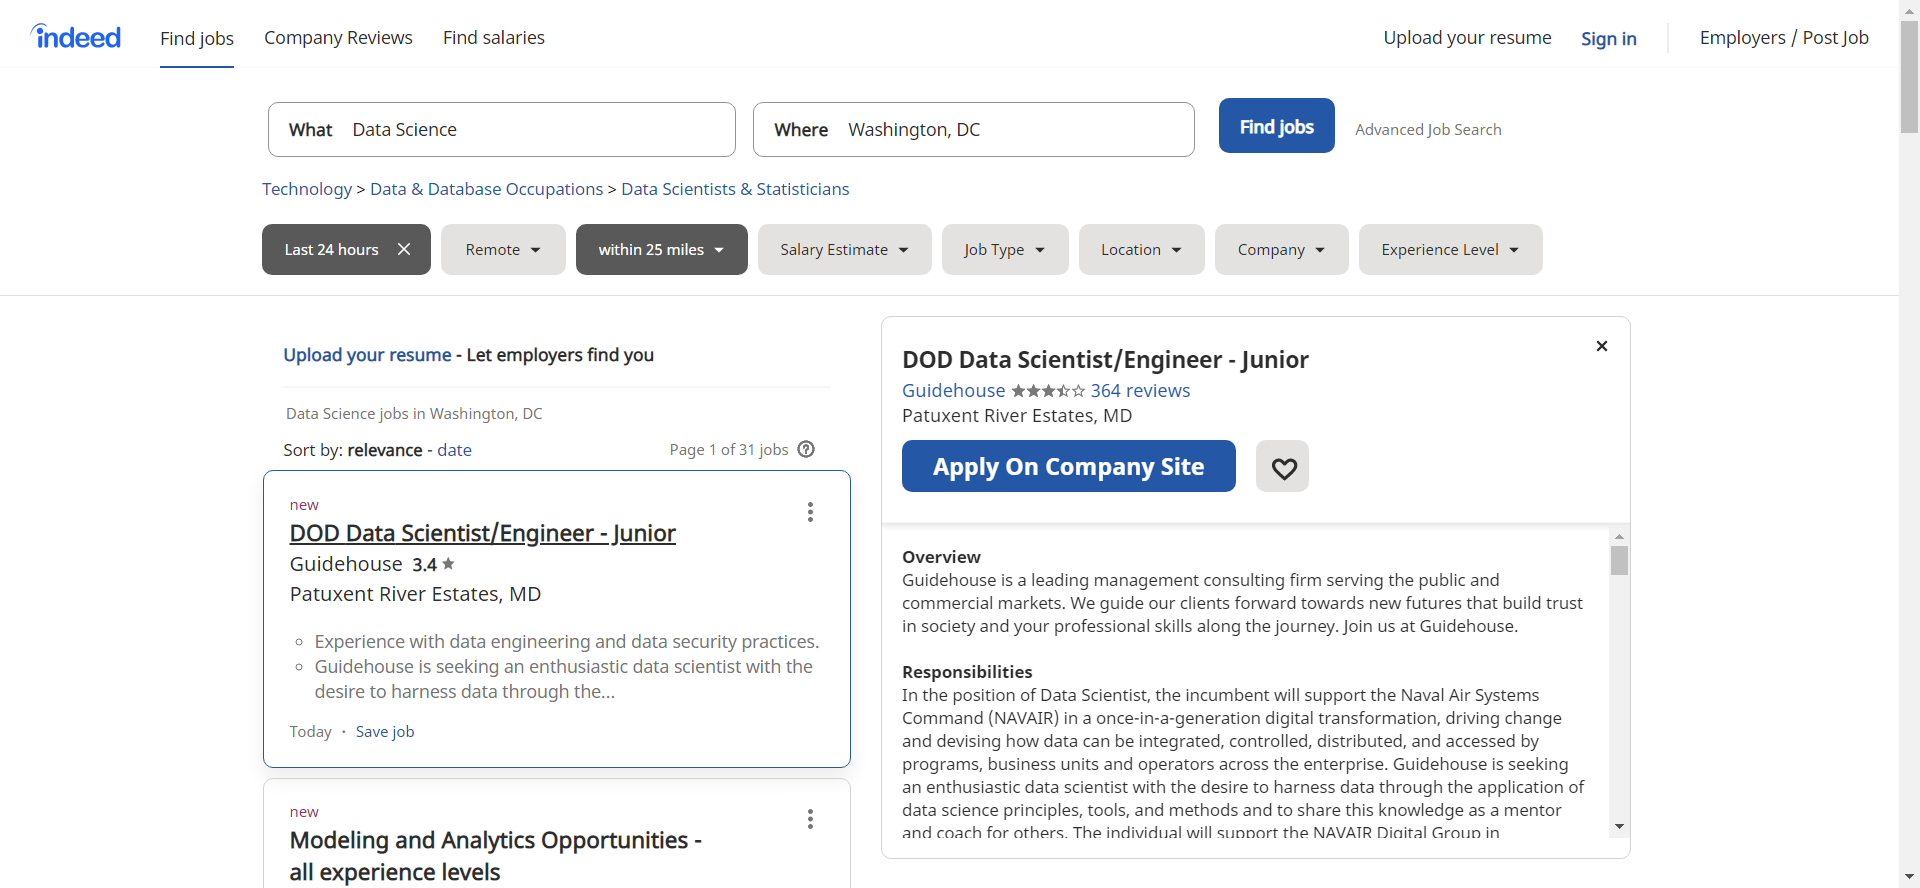 indeed Find jobs Company Reviews Find salaries Upload your resume Sign in Employers / Post Job
What Data Science Where Washington, DC Find jobs Advanced Job Search
Technology > Data & Database Occupations > Data Scientists & Statisticians
Last 24 hours Remote within 25 miles Salary Estimate Job Type Location Company Experience Level
Upload your resume - Let employers find you
Data Science jobs in Washington, DC
Sort by: relevance - date Page 1 of 31 jobs
new
DOD Data Scientist/Engineer - Junior
Guidehouse 3.4
Patuxent River Estates, MD
Experience with data engineering and data security practices.
Guidehouse is seeking an enthusiastic data scientist with the
desire to harness data through the...
Today · Save job
new
Modeling and Analytics Opportunities -
all experience levels
DOD Data Scientist/Engineer - Junior
Guidehouse 364 reviews
Patuxent River Estates, MD
Apply On Company Site
Overview
Guidehouse is a leading management consulting firm serving the public and
commercial markets. We guide our clients forward towards new futures that build trust
in society and your professional skills along the journey. Join us at Guidehouse.
Responsibilities
In the position of Data Scientist, the incumbent will support the Naval Air Systems
Command (NAVAIR) in a once-in-a-generation digital transformation, driving change
and devising how data can be integrated, controlled, distributed, and accessed by
programs, business units and operators across the enterprise. Guidehouse is seeking
an enthusiastic data scientist with the desire to harness data through the application of
data science principles, tools, and methods and to share this knowledge as a mentor
and coach for others. The individual will support the NAVAIR Digital Group in